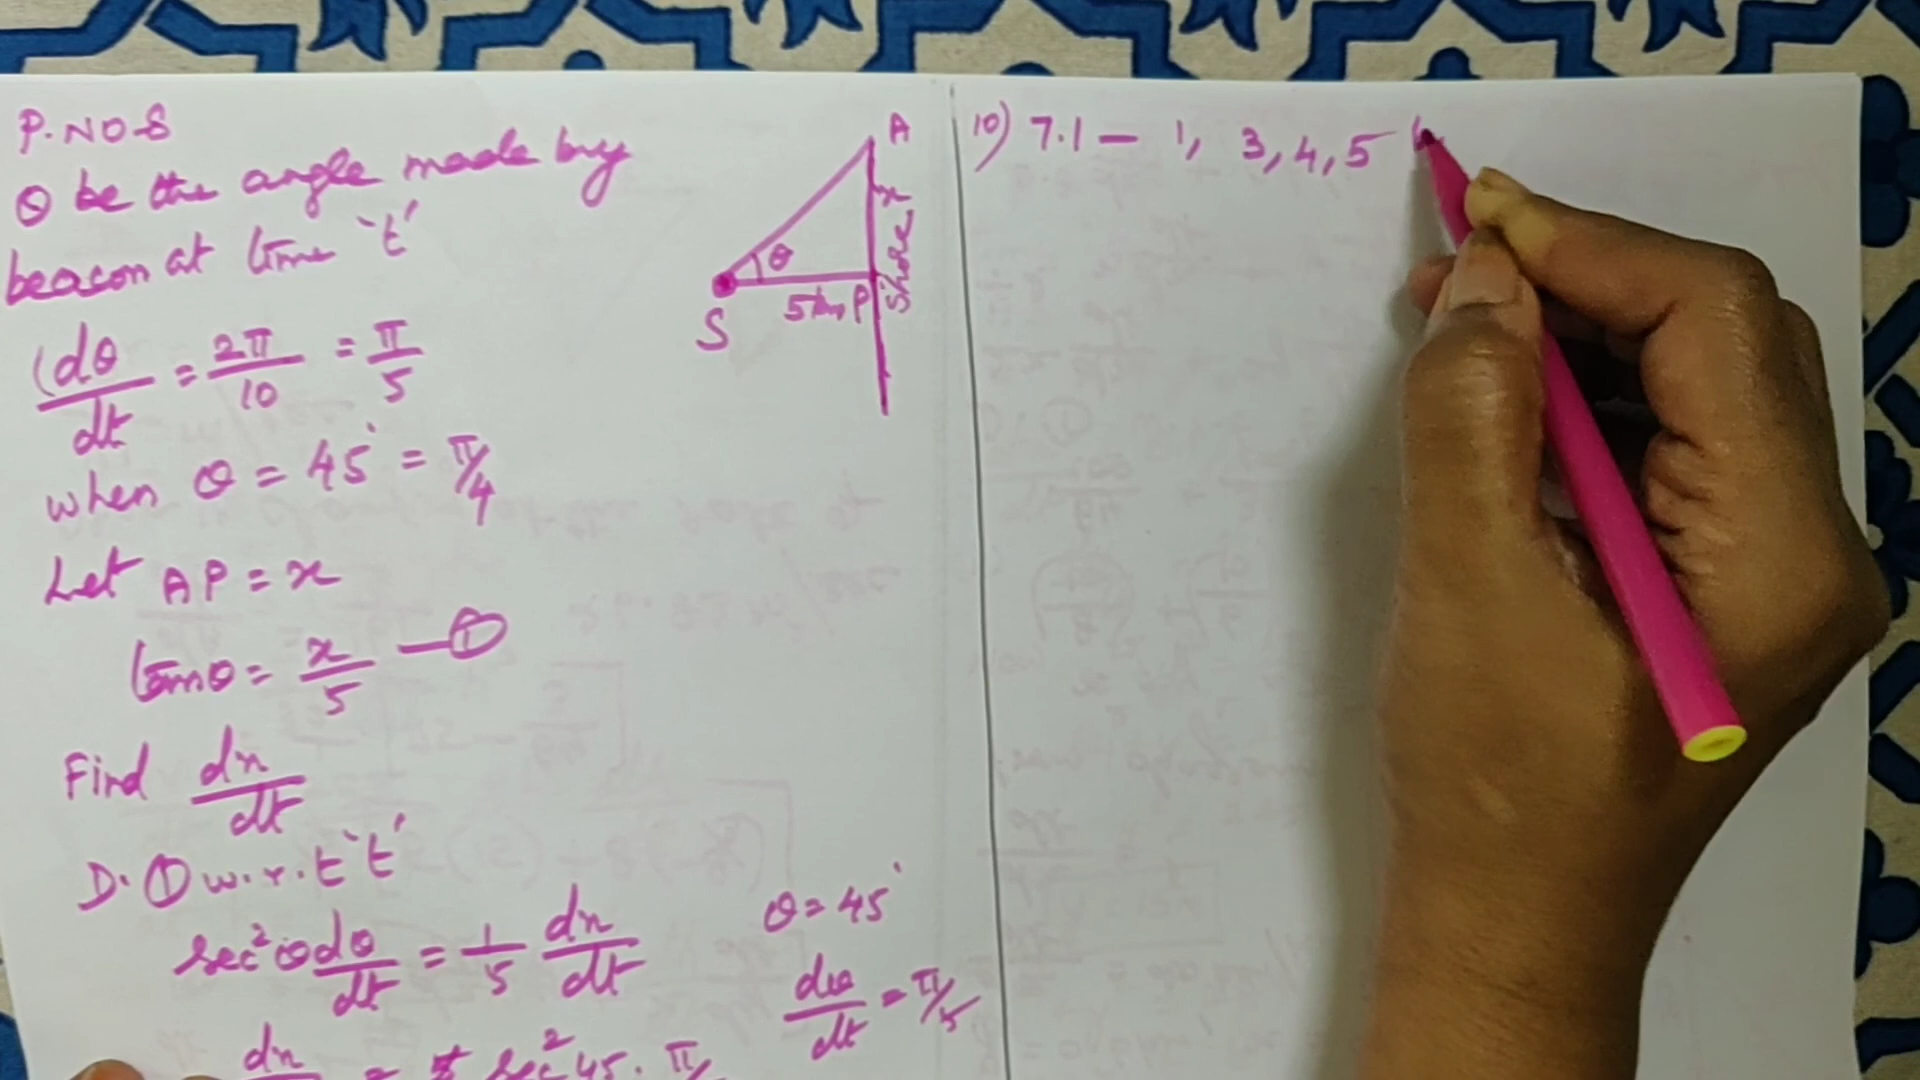 P.NO-8
θ be the angle made by
beacon at time 't'
(dθ/dt = 2π/10 = π/5
when θ = 45° = π/4
Let AP = x
tanθ = x/5 — ①
Find dx/dt
D. ① w.r.t 't'
sec²θ dθ/dt = 1/5 dx/dt
θ = 45°
dθ/dt = π/5
A
x
Shore
θ
5km P
S
10) 7.1 — 1, 3, 4, 5